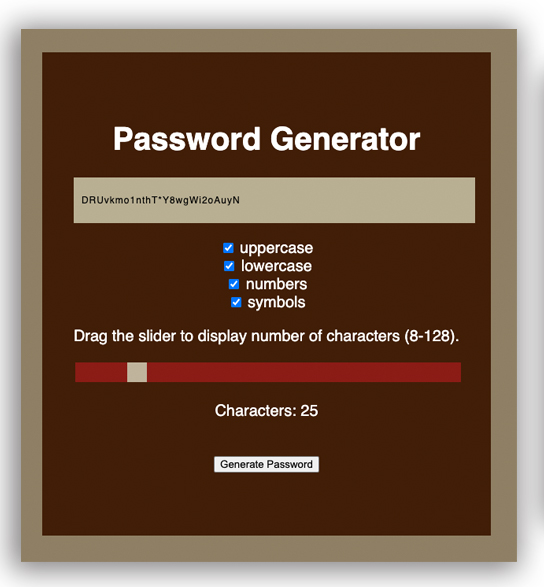 Password Generator
DRUvkmo1nthT*Y8wgWi2oAuyN
uppercase
lowercase
numbers
symbols
Drag the slider to display number of characters (8-128).
Characters: 25
Generate Password